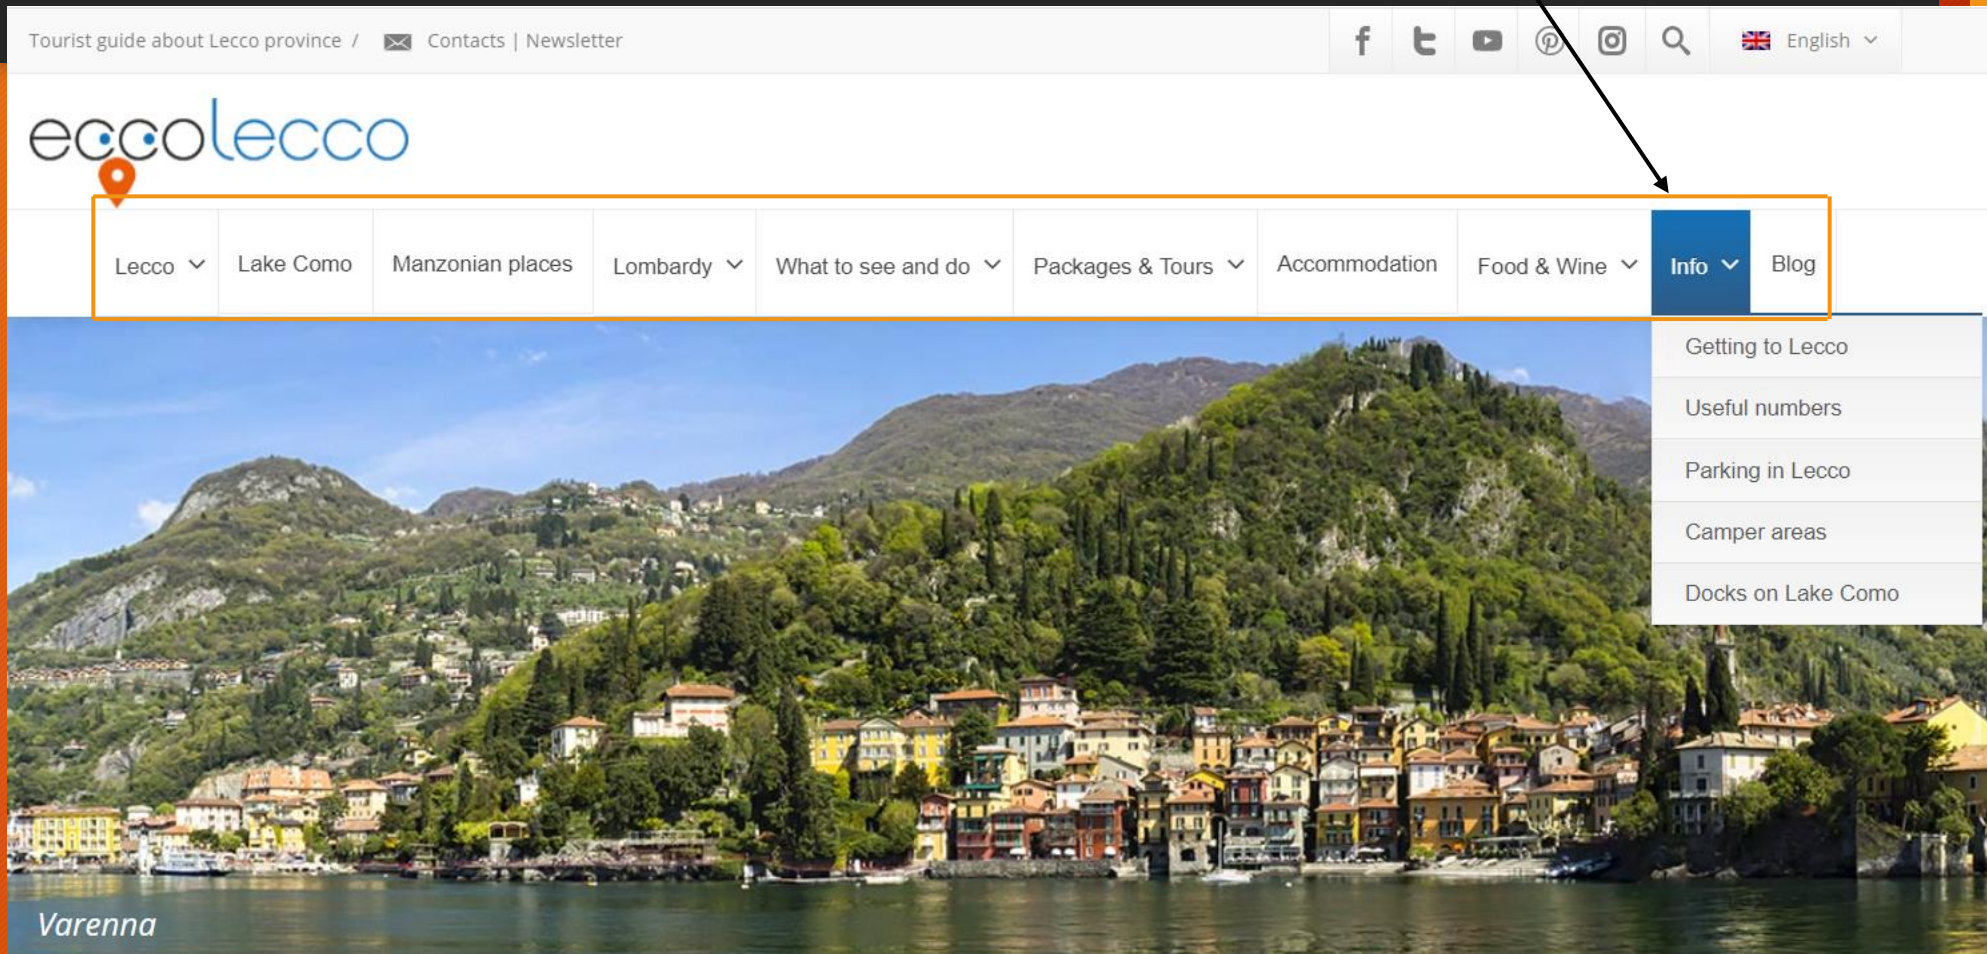 Tourist guide about Lecco province / Contacts | Newsletter English
eccolecco
Lecco Lake Como Manzonian places Lombardy What to see and do Packages & Tours Accommodation Food & Wine Info Blog
Getting to Lecco
Useful numbers
Parking in Lecco
Camper areas
Docks on Lake Como
Varenna